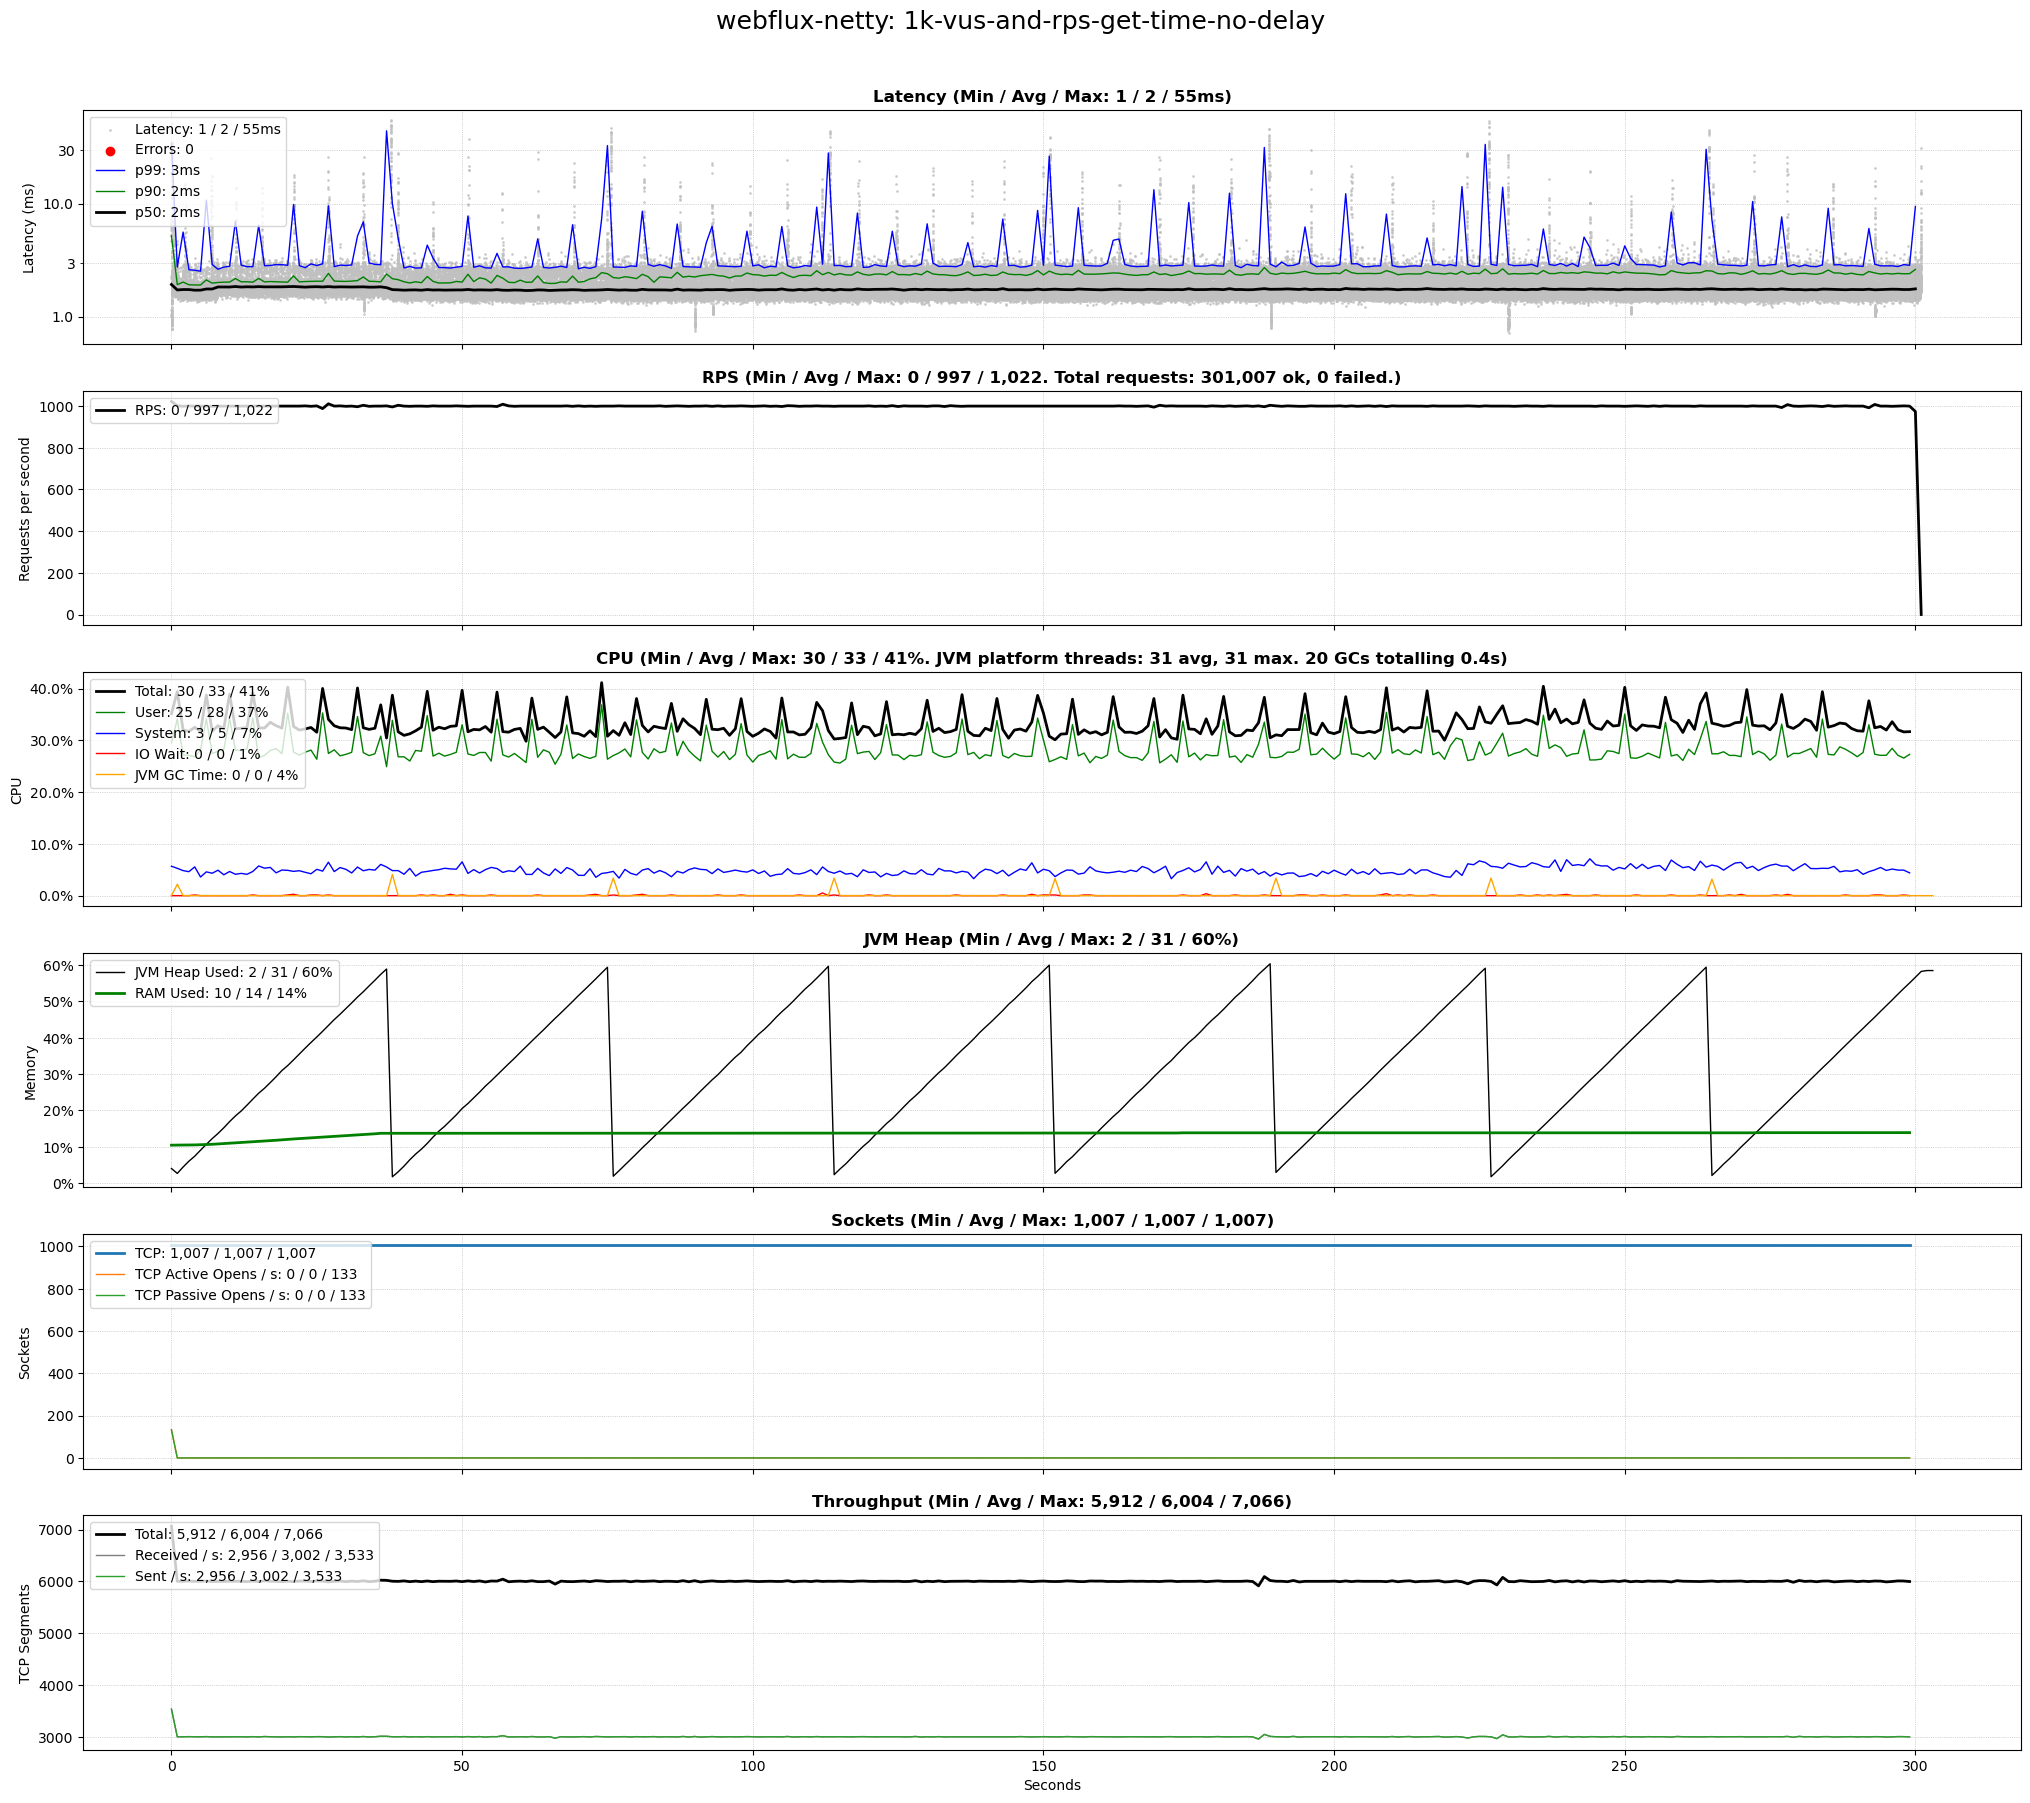 webflux-netty: 1k-vus-and-rps-get-time-no-delay
Latency (Min / Avg / Max: 1 / 2 / 55ms)
Latency: 1 / 2 / 55ms
Errors: 0
p99: 3ms
p90: 2ms
p50: 2ms
30
10.0
3
1.0
Latency (ms)
RPS (Min / Avg / Max: 0 / 997 / 1,022. Total requests: 301,007 ok, 0 failed.)
RPS: 0 / 997 / 1,022
1000
800
600
400
200
0
Requests per second
CPU (Min / Avg / Max: 30 / 33 / 41%. JVM platform threads: 31 avg, 31 max. 20 GCs totalling 0.4s)
Total: 30 / 33 / 41%
User: 25 / 28 / 37%
System: 3 / 5 / 7%
IO Wait: 0 / 0 / 1%
JVM GC Time: 0 / 0 / 4%
40.0%
30.0%
20.0%
10.0%
0.0%
CPU
JVM Heap (Min / Avg / Max: 2 / 31 / 60%)
JVM Heap Used: 2 / 31 / 60%
RAM Used: 10 / 14 / 14%
60%
50%
40%
30%
20%
10%
0%
Memory
Sockets (Min / Avg / Max: 1,007 / 1,007 / 1,007)
TCP: 1,007 / 1,007 / 1,007
TCP Active Opens / s: 0 / 0 / 133
TCP Passive Opens / s: 0 / 0 / 133
1000
800
600
400
200
0
Sockets
Throughput (Min / Avg / Max: 5,912 / 6,004 / 7,066)
Total: 5,912 / 6,004 / 7,066
Received / s: 2,956 / 3,002 / 3,533
Sent / s: 2,956 / 3,002 / 3,533
7000
6000
5000
4000
3000
TCP Segments
0 50 100 150 200 250 300
Seconds